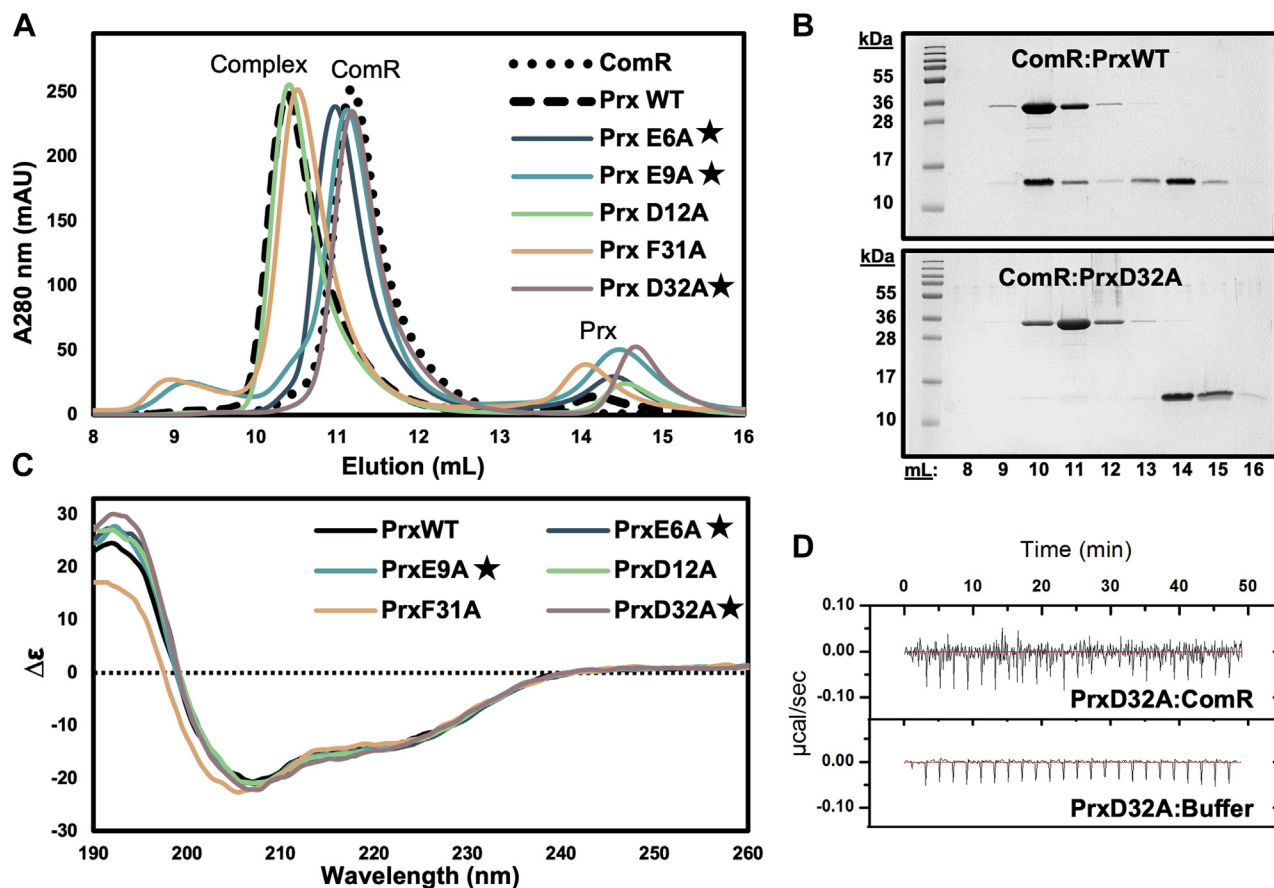 A
Complex
ComR
ComR
Prx WT
Prx E6A★
Prx E9A★
Prx D12A
Prx F31A
Prx D32A★
Prx
A280 nm (mAU)
250
200
150
100
50
0
8 9 10 11 12 13 14 15 16
Elution (mL)
B
kDa
ComR:PrxWT
55
36
28
17
10
kDa
ComR:PrxD32A
55
36
28
17
10
mL: 8 9 10 11 12 13 14 15 16
C
PrxWT PrxE6A★
PrxE9A★ PrxD12A
PrxF31A PrxD32A★
Δε
30
20
10
0
-10
-20
-30
190 200 210 220 230 240 250 260
Wavelength (nm)
D
Time (min)
0 10 20 30 40 50
0.10
0.00
-0.10
PrxD32A:ComR
µcal/sec
0.00
-0.10
PrxD32A:Buffer